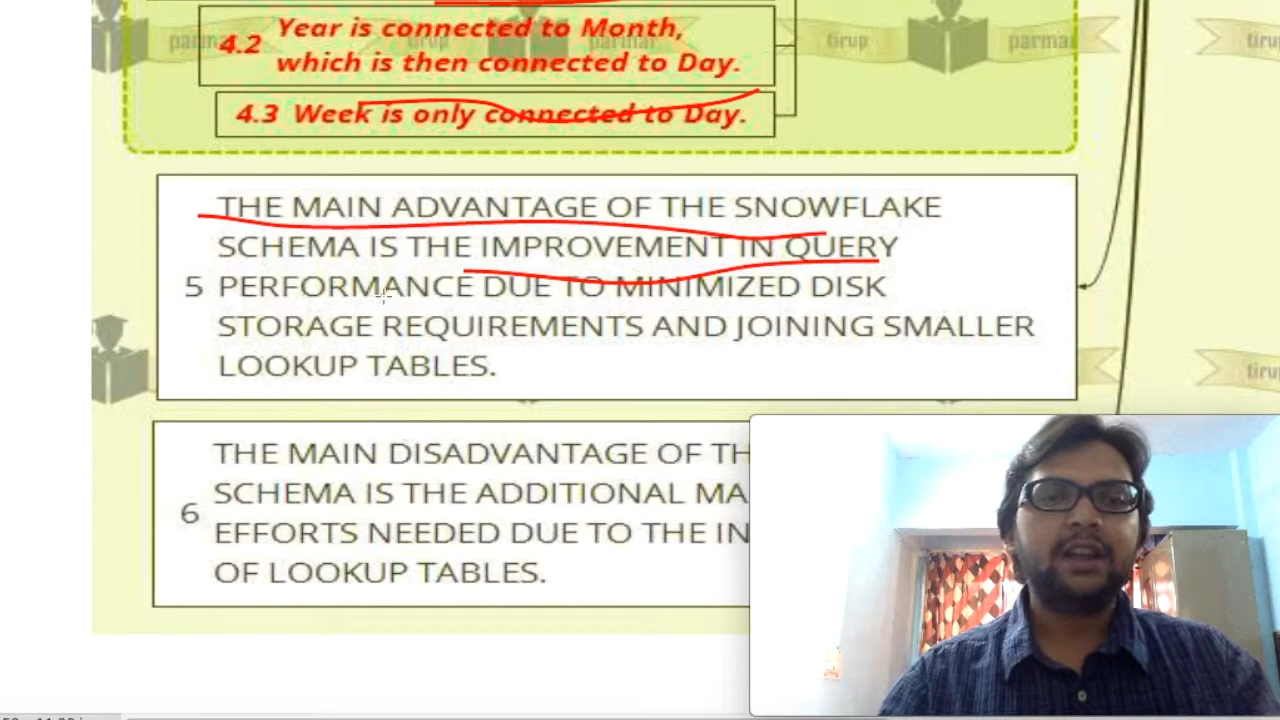 4.2 Year is connected to Month,
which is then connected to Day.
4.3 Week is only connected to Day.
THE MAIN ADVANTAGE OF THE SNOWFLAKE
SCHEMA IS THE IMPROVEMENT IN QUERY
5 PERFORMANCE DUE TO MINIMIZED DISK
STORAGE REQUIREMENTS AND JOINING SMALLER
LOOKUP TABLES.
THE MAIN DISADVANTAGE OF
SCHEMA IS THE ADDITIONAL
6
EFFORTS NEEDED DUE TO THE
OF LOOKUP TABLES.